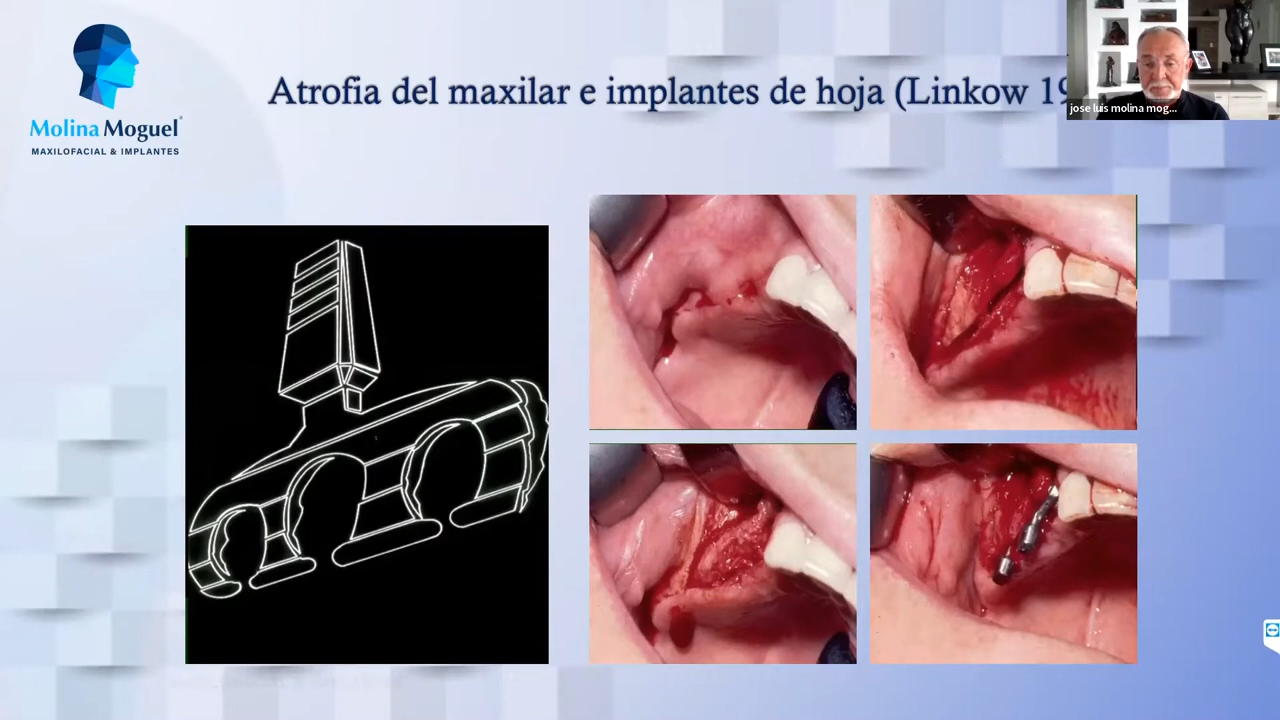 Atrofia del maxilar e implantes de hoja (Linkow 19
jose luis molina mog...
Molina Moguel
MAXILOFACIAL & IMPLANTES